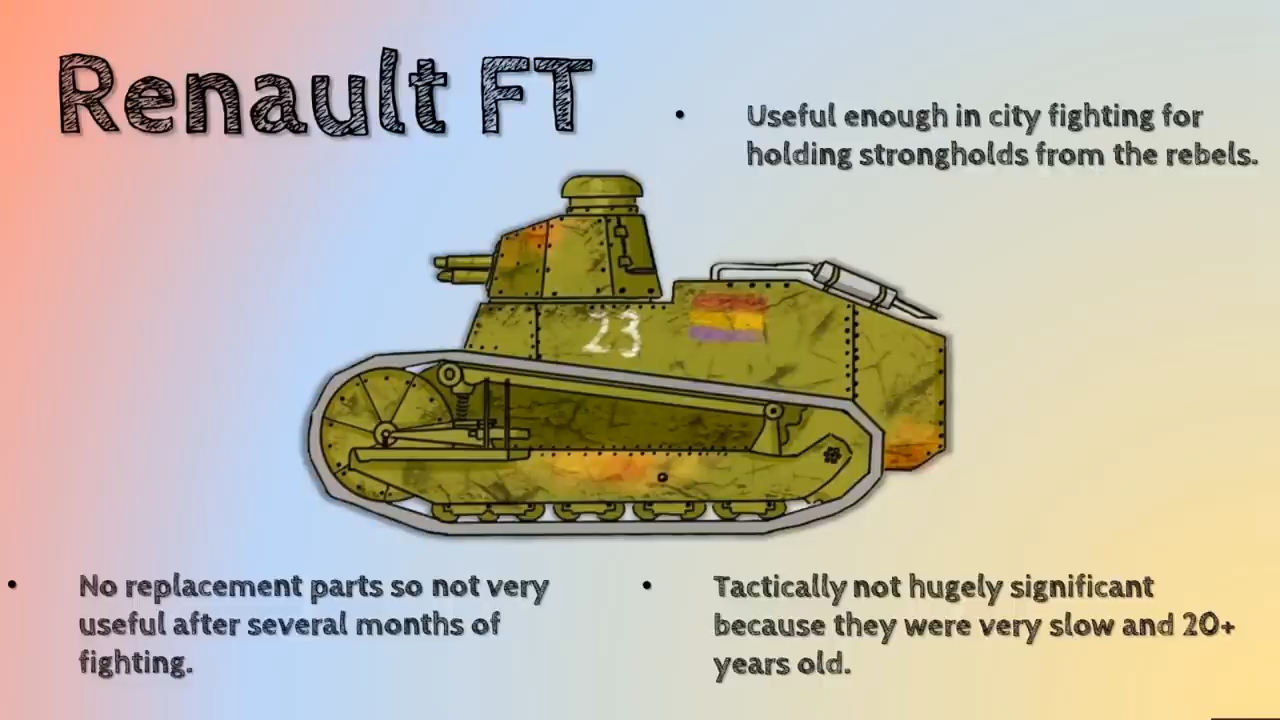 Renault FT
• Useful enough in city fighting for
holding strongholds from the rebels.
23
• No replacement parts so not very
useful after several months of
fighting.
• Tactically not hugely significant
because they were very slow and 20+
years old.